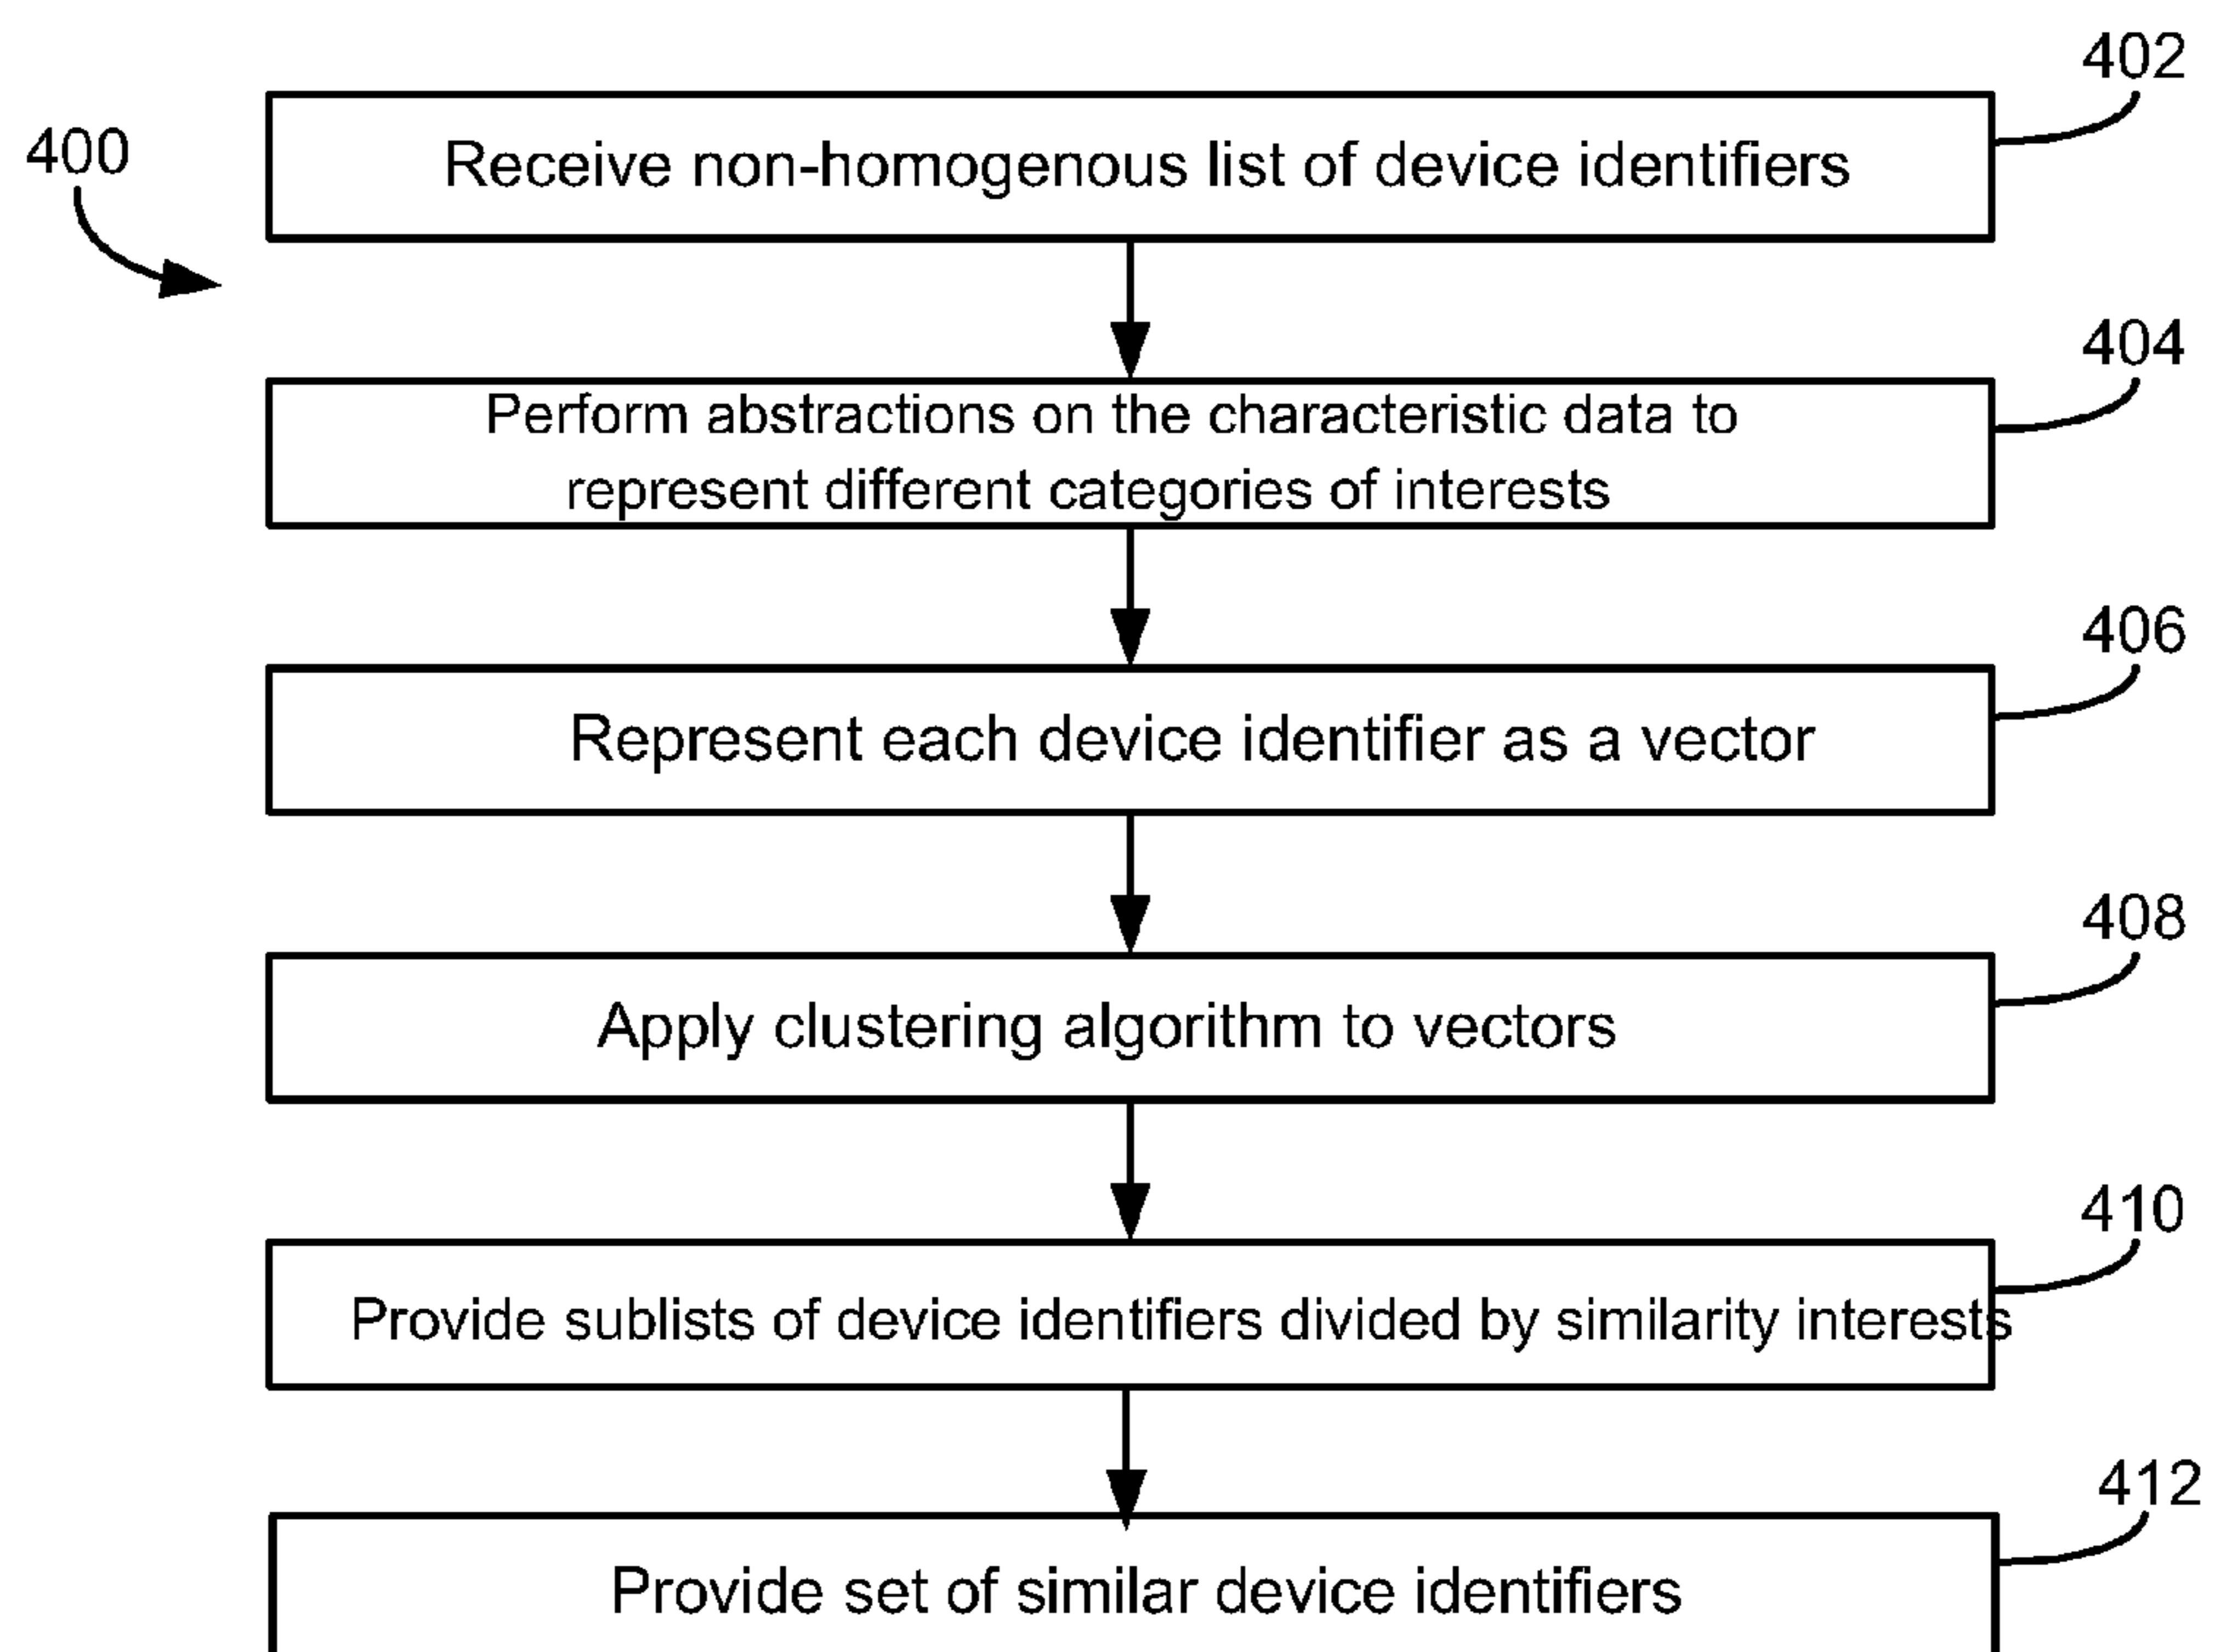 402
400
Receive non-homogenous list of device identifiers
404
Perform abstractions on the characteristic data to
represent different categories of interests
406
Represent each device identifier as a vector
408
Apply clustering algorithm to vectors
410
Provide sublists of device identifiers divided by similarity interests
412
Provide set of similar device identifiers